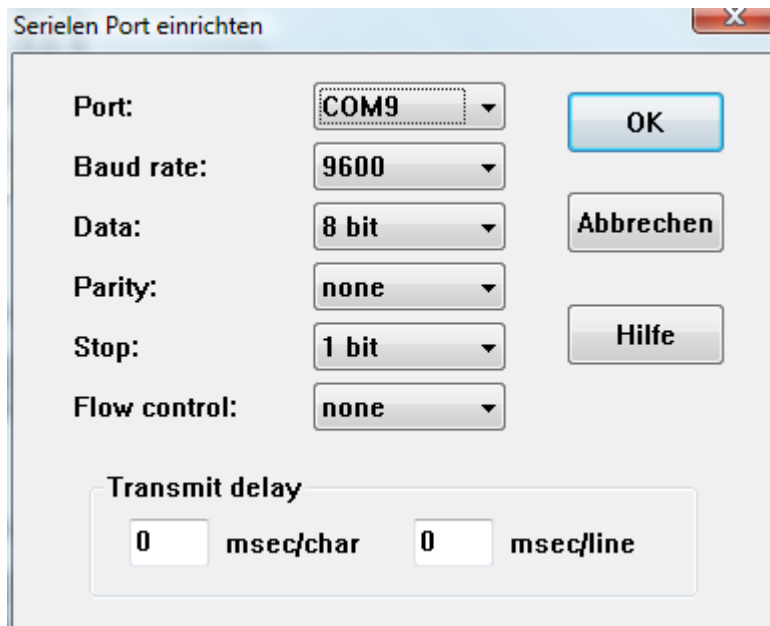 Serielen Port einrichten
Port: COM9 OK
Baud rate: 9600
Data: 8 bit Abbrechen
Parity: none
Stop: 1 bit Hilfe
Flow control: none
Transmit delay
0 msec/char 0 msec/line